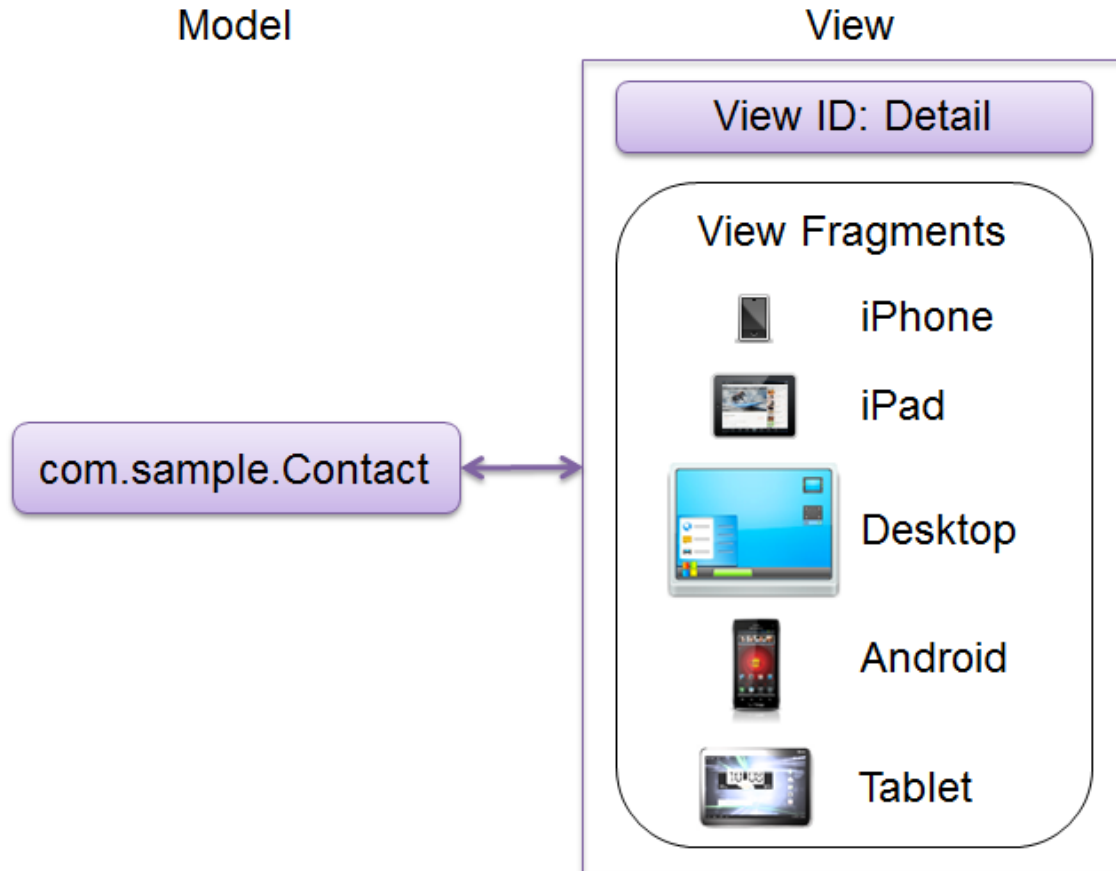 Model
View
View ID: Detail
View Fragments
iPhone
iPad
com.sample.Contact
Desktop
Android
Tablet